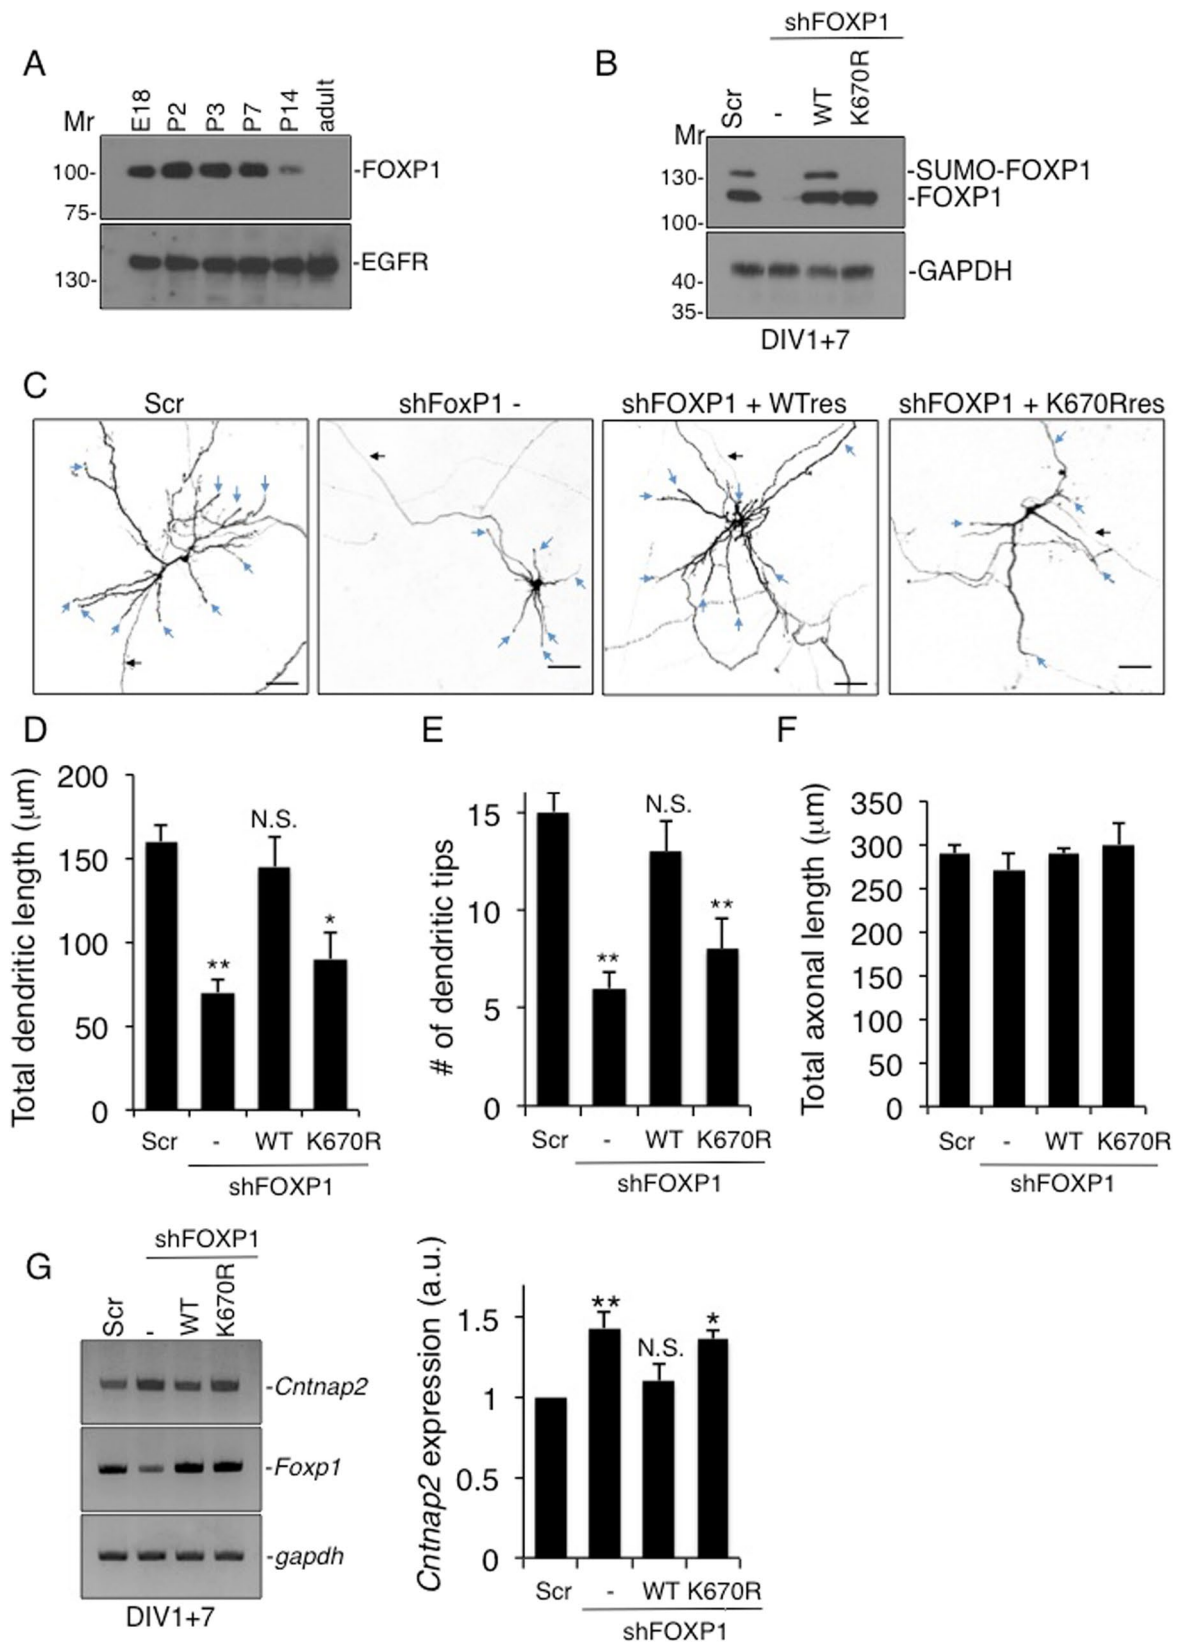 A
Mr
E18
P2
P3
P7
P14
adult
100-
-FOXP1
75-
-EGFR
130-
B
shFOXP1
Mr
Scr
-
WT
K670R
130-
-SUMO-FOXP1
-FOXP1
100-
40-
-GAPDH
35-
DIV1+7
C
Scr
shFoxP1 -
shFOXP1 + WTres
shFOXP1 + K670Rres
D
Total dendritic length (μm)
200
150
100
50
0
**
N.S.
*
Scr - WT K670R
shFOXP1
E
# of dendritic tips
15
10
5
0
**
N.S.
**
Scr - WT K670R
shFOXP1
F
Total axonal length (μm)
350
300
250
200
150
100
50
0
Scr - WT K670R
shFOXP1
G
shFOXP1
Scr
-
WT
K670R
-Cntnap2
-Foxp1
-gapdh
DIV1+7
Cntnap2 expression (a.u.)
1.5
1
0.5
0
**
N.S.
*
Scr - WT K670R
shFOXP1